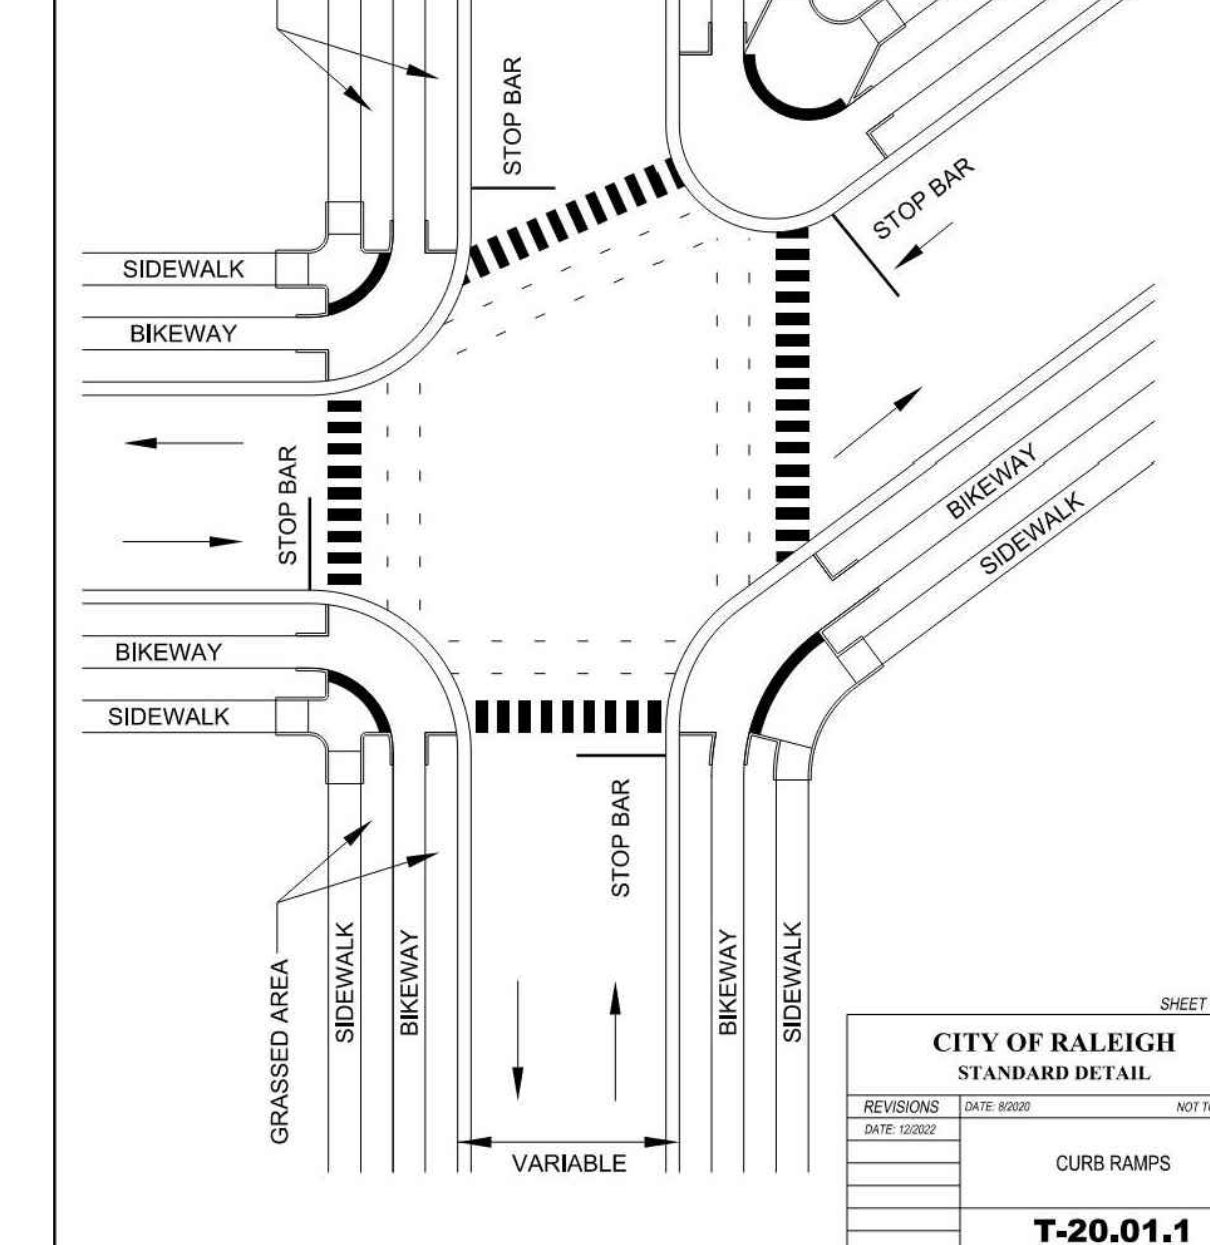 STOP BAR
STOP BAR
SIDEWALK
BIKEWAY
STOP BAR
BIKEWAY
SIDEWALK
BIKEWAY
SIDEWALK
STOP BAR
GRASSED AREA
SIDEWALK
BIKEWAY
BIKEWAY
SIDEWALK
VARIABLE
SHEET
CITY OF RALEIGH
STANDARD DETAIL
REVISIONS
DATE: 8/2020
NOT
DATE: 12/2022
CURB RAMPS
T-20.01.1